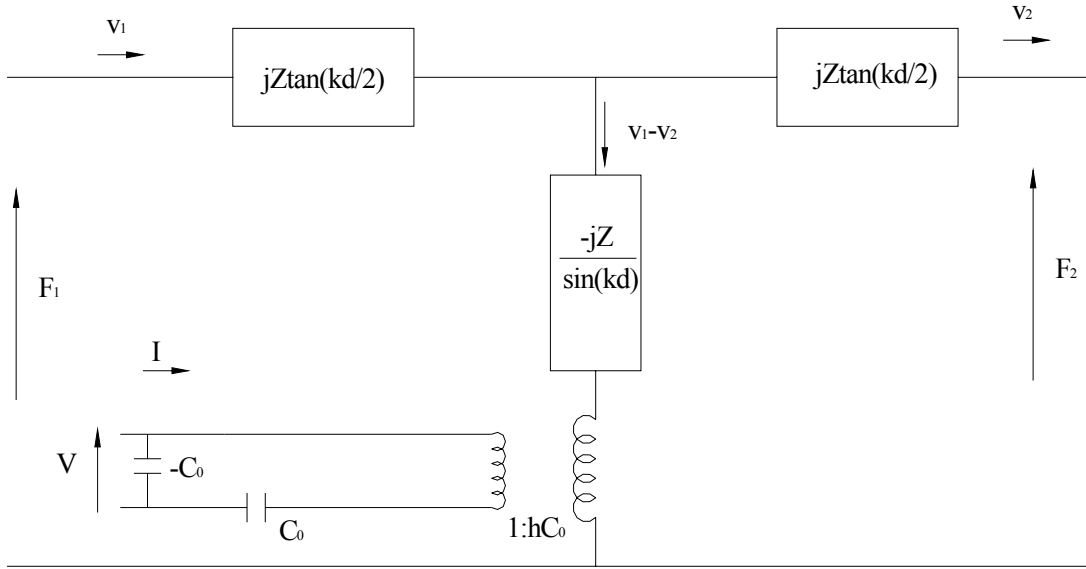 v₁
v₂
jZtan(kd/2)
jZtan(kd/2)
v₁-v₂
-jZ
sin(kd)
F₁
F₂
I
V
-C₀
C₀
1:hC₀